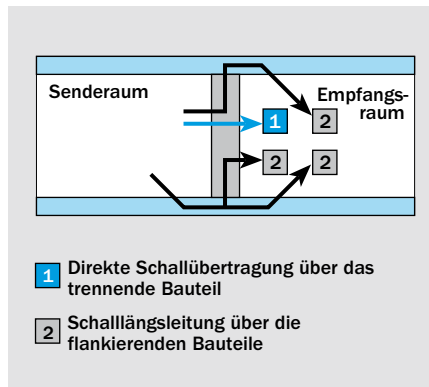 Senderaum
Empfangs-
raum
1
2
2
2
1 Direkte Schallübertragung über das
trennende Bauteil
2 Schalllängsleitung über die
flankierenden Bauteile